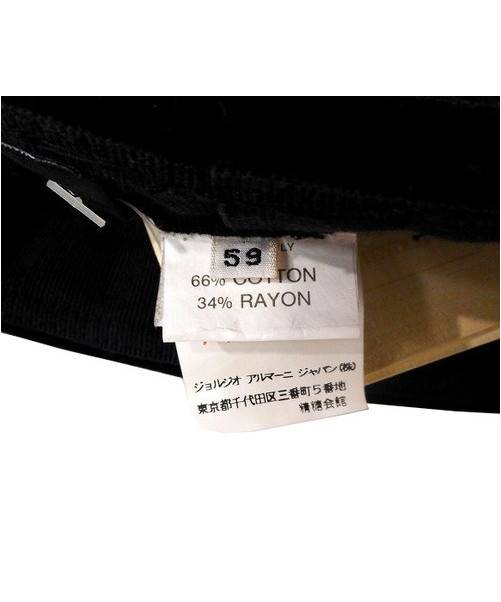 59
LY
66% COTTON
34% RAYON
ジョルジオ アルマーニ ジャパン(株)
東京都千代田区三番町5番地
精糖会館